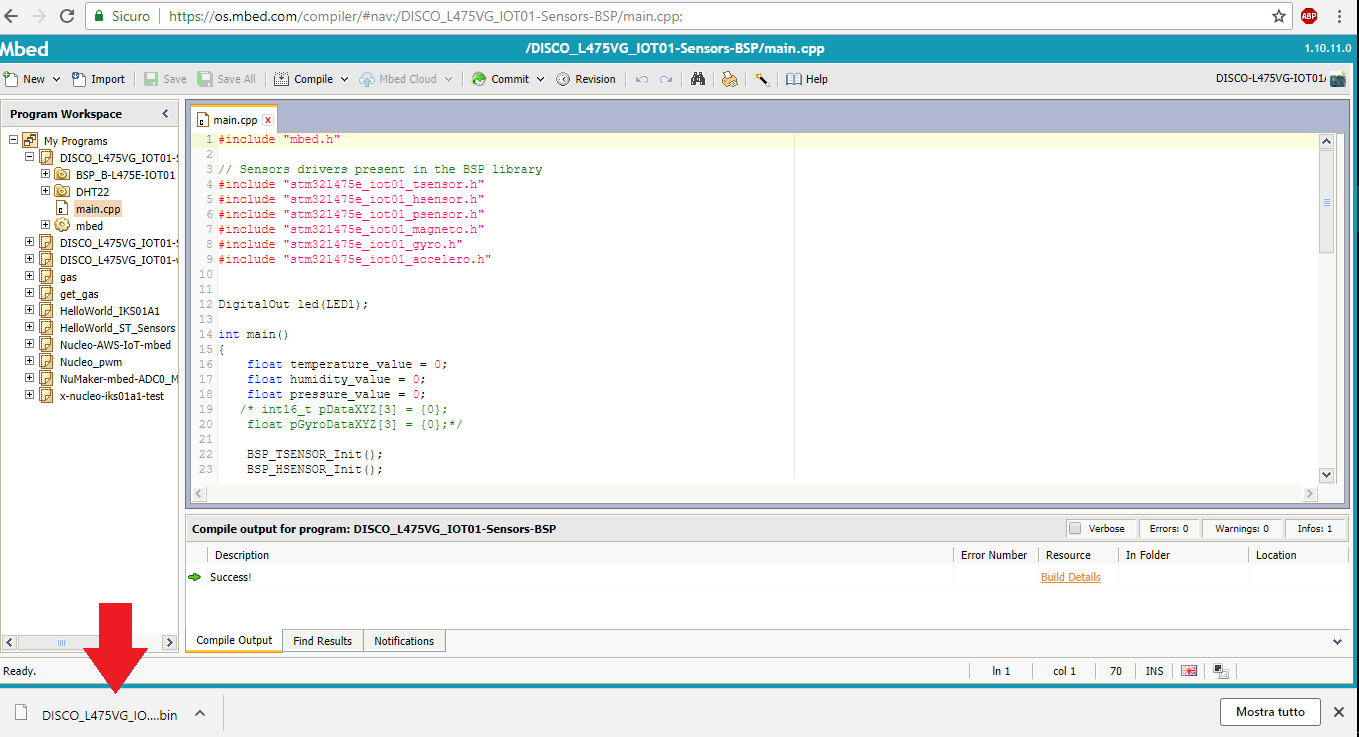 Sicuro https://os.mbed.com/compiler/#nav:/DISCO_L475VG_IOT01-Sensors-BSP/main.cpp; ABP
Mbed /DISCO_L475VG_IOT01-Sensors-BSP/main.cpp 1.10.11.0
New Import Save Save All Compile Mbed Cloud Commit Revision Help DISCO-L475VG-IOT01
Program Workspace
My Programs
DISCO_L475VG_IOT01-S
BSP_B-L475E-IOT01
DHT22
main.cpp
mbed
DISCO_L475VG_IOT01-S
DISCO_L475VG_IOT01-v
gas
get_gas
HelloWorld_IKS01A1
HelloWorld_ST_Sensors
Nucleo-AWS-IoT-mbed
Nucleo_pwm
NuMaker-mbed-ADC0_M
x-nucleo-iks01a1-test
main.cpp x
1 #include "mbed.h"
2
3 // Sensors drivers present in the BSP library
4 #include "stm32l475e_iot01_tsensor.h"
5 #include "stm32l475e_iot01_hsensor.h"
6 #include "stm32l475e_iot01_psensor.h"
7 #include "stm32l475e_iot01_magneto.h"
8 #include "stm32l475e_iot01_gyro.h"
9 #include "stm32l475e_iot01_accelero.h"
10
11
12 DigitalOut led(LED1);
13
14 int main()
15 {
16 float temperature_value = 0;
17 float humidity_value = 0;
18 float pressure_value = 0;
19 /* int16_t pDataXYZ[3] = {0};
20 float pGyroDataXYZ[3] = {0};*/
21
22 BSP_TSENSOR_Init();
23 BSP_HSENSOR_Init();
Compile output for program: DISCO_L475VG_IOT01-Sensors-BSP Verbose Errors: 0 Warnings: 0 Infos: 1
Description Error Number Resource In Folder Location
Success! Build Details
Compile Output Find Results Notifications
Ready. ln 1 col 1 70 INS
DISCO_L475VG_IO....bin Mostra tutto